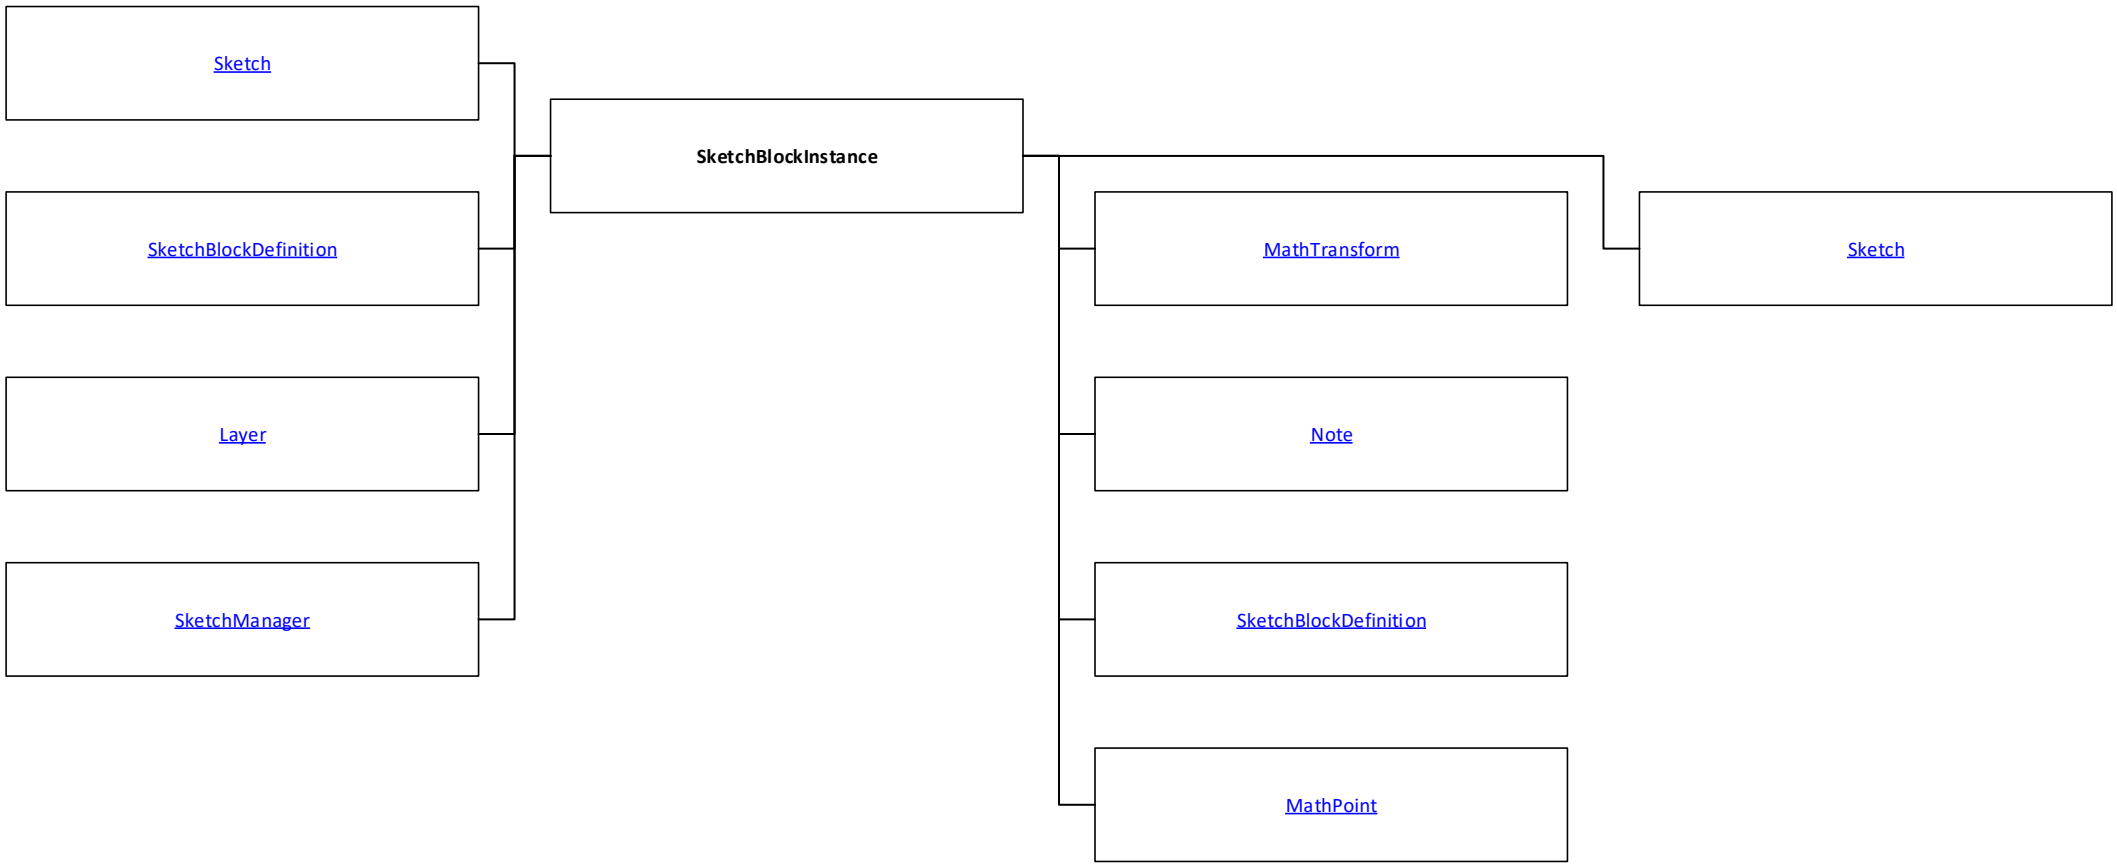 Sketch
SketchBlockInstance
SketchBlockDefinition
MathTransform
Sketch
Layer
Note
SketchManager
SketchBlockDefinition
MathPoint